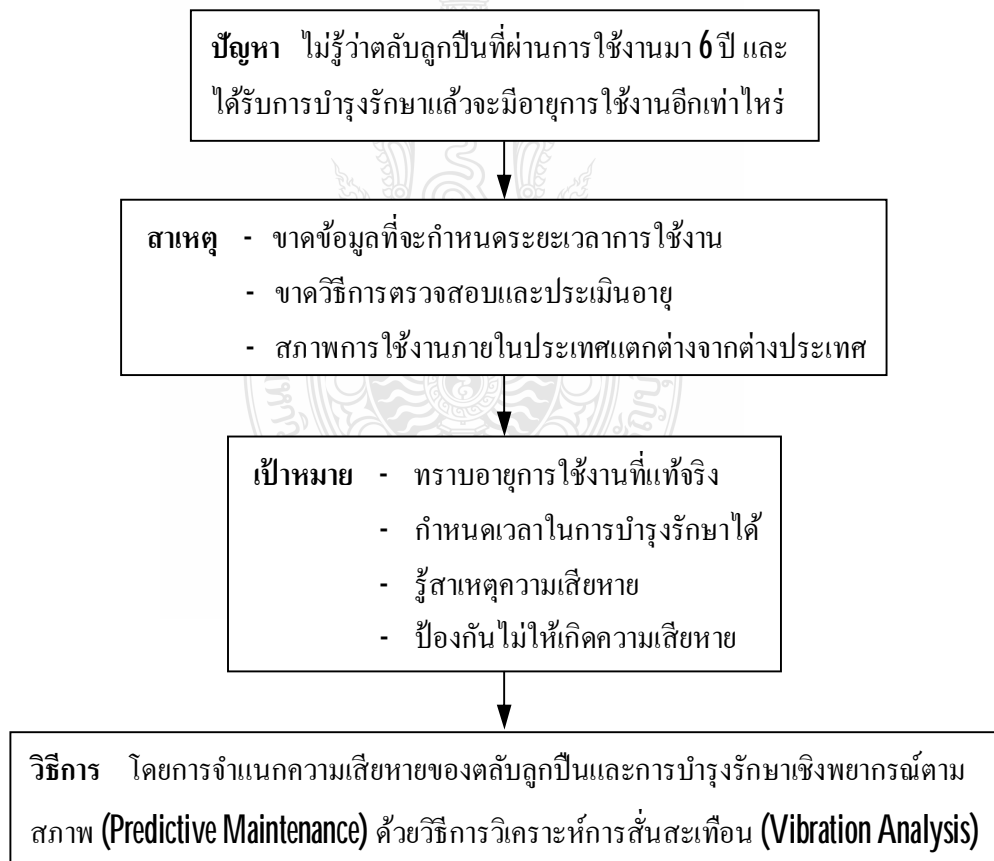 ปัญหา ไม่รู้ว่าตลับลูกปืนที่ผ่านการใช้งานมา 6 ปี และ
ได้รับการบำรุงรักษาแล้วจะมีอายุการใช้งานอีกเท่าไหร่
สาเหตุ - ขาดข้อมูลที่จะกำหนดระยะเวลาการใช้งาน
- ขาดวิธีการตรวจสอบและประเมินอายุ
- สภาพการใช้งานภายในประเทศแตกต่างจากต่างประเทศ
เป้าหมาย - ทราบอายุการใช้งานที่แท้จริง
- กำหนดเวลาในการบำรุงรักษาได้
- รู้สาเหตุความเสียหาย
- ป้องกันไม่ให้เกิดความเสียหาย
วิธีการ โดยการจำแนกความเสียหายของตลับลูกปืนและการบำรุงรักษาเชิงพยากรณ์ตาม
สภาพ (Predictive Maintenance) ด้วยวิธีการวิเคราะห์การสั่นสะเทือน (Vibration Analysis)